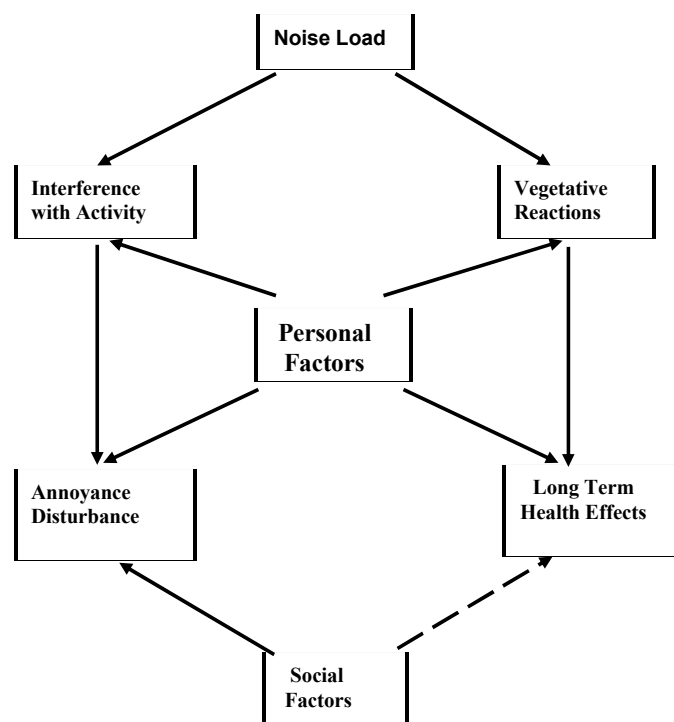 Noise Load
Interference
with Activity
Vegetative
Reactions
Personal
Factors
Annoyance
Disturbance
Long Term
Health Effects
Social
Factors